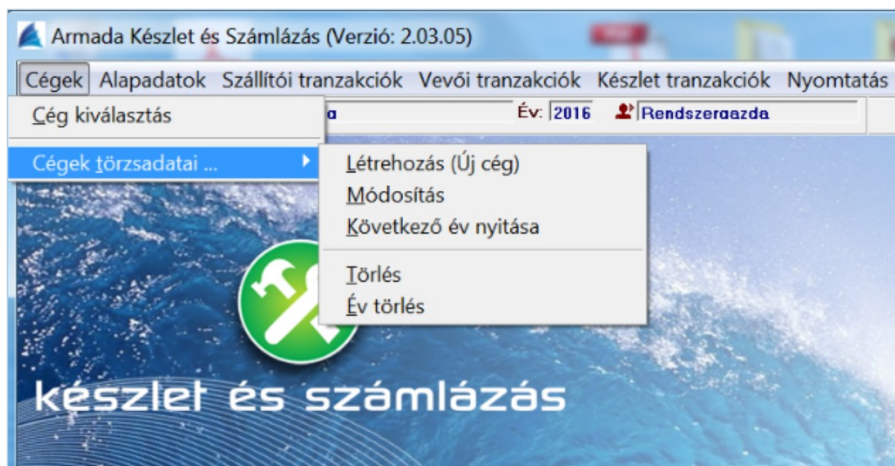 Armada Készlet és Számlázás (Verzió: 2.03.05)
Cégek Alapadatok Szállítói tranzakciók Vevői tranzakciók Készlet tranzakciók Nyomtatás
Cég kiválasztás
a Év: 2016 Rendszergazda
Cégek törzsadatai ...
Létrehozás (Új cég)
Módosítás
Következő év nyitása
Törlés
Év törlés
készlet és számlázás